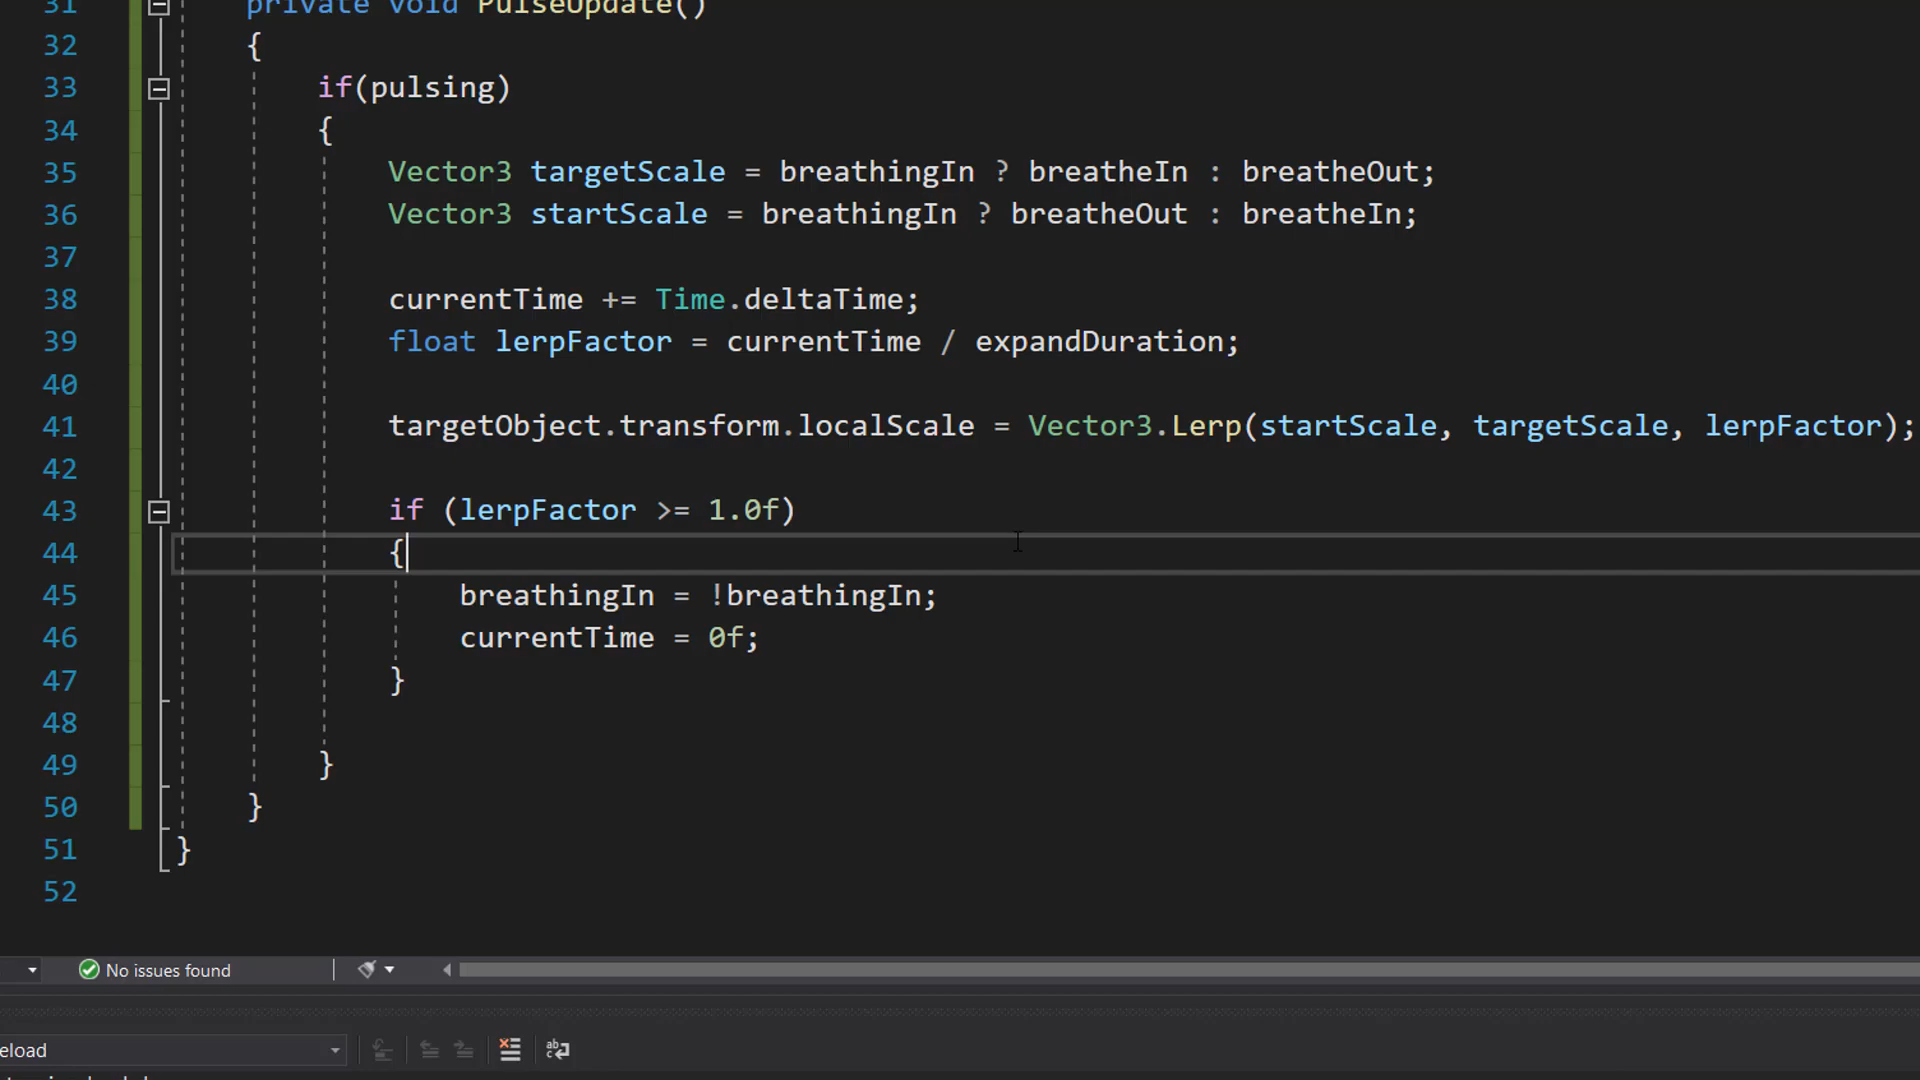 31 private void PulseUpdate()
32 {
33 if(pulsing)
34 {
35 Vector3 targetScale = breathingIn ? breatheIn : breatheOut;
36 Vector3 startScale = breathingIn ? breatheOut : breatheIn;
37
38 currentTime += Time.deltaTime;
39 float lerpFactor = currentTime / expandDuration;
40
41 targetObject.transform.localScale = Vector3.Lerp(startScale, targetScale, lerpFactor);
42
43 if (lerpFactor >= 1.0f)
44 {
45 breathingIn = !breathingIn;
46 currentTime = 0f;
47 }
48
49 }
50 }
51 }
52
No issues found
eload